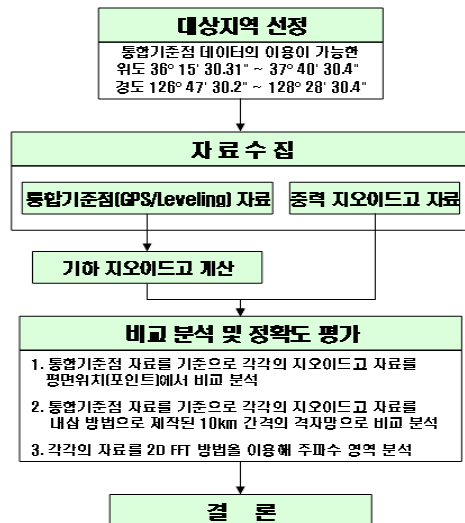 대상지역 선정
통합기준점 데이터의 이용이 가능한
위도 36° 15' 30.31" ~ 37° 40' 30.4"
경도 126° 47' 30.2" ~ 128° 28' 30.4"
자 료 수 집
통합기준점(GPS/Leveling) 자료
중력 지오이드고 자료
기하 지오이드고 계산
비교 분석 및 정확도 평가
1. 통합기준점 자료를 기준으로 각각의 지오이드고 자료를
평면위치(포인트)에서 비교 분석
2. 통합기준점 자료를 기준으로 각각의 지오이드고 자료를
내삽 방법으로 제작된 10km 간격의 격자망으로 비교 분석
3. 각각의 자료를 2D FFT 방법을 이용해 주파수 영역 분석
결 론